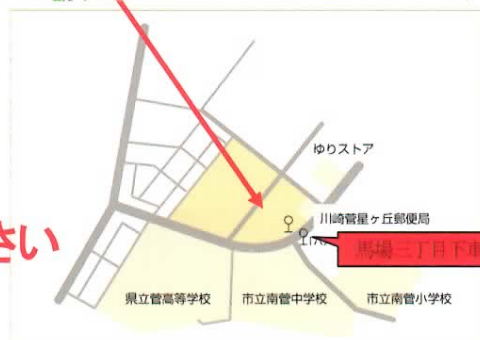 ゆりストア
川崎菅星ヶ丘郵便局
馬場三丁目下車
さい
県立菅高等学校
市立南菅中学校
市立南菅小学校